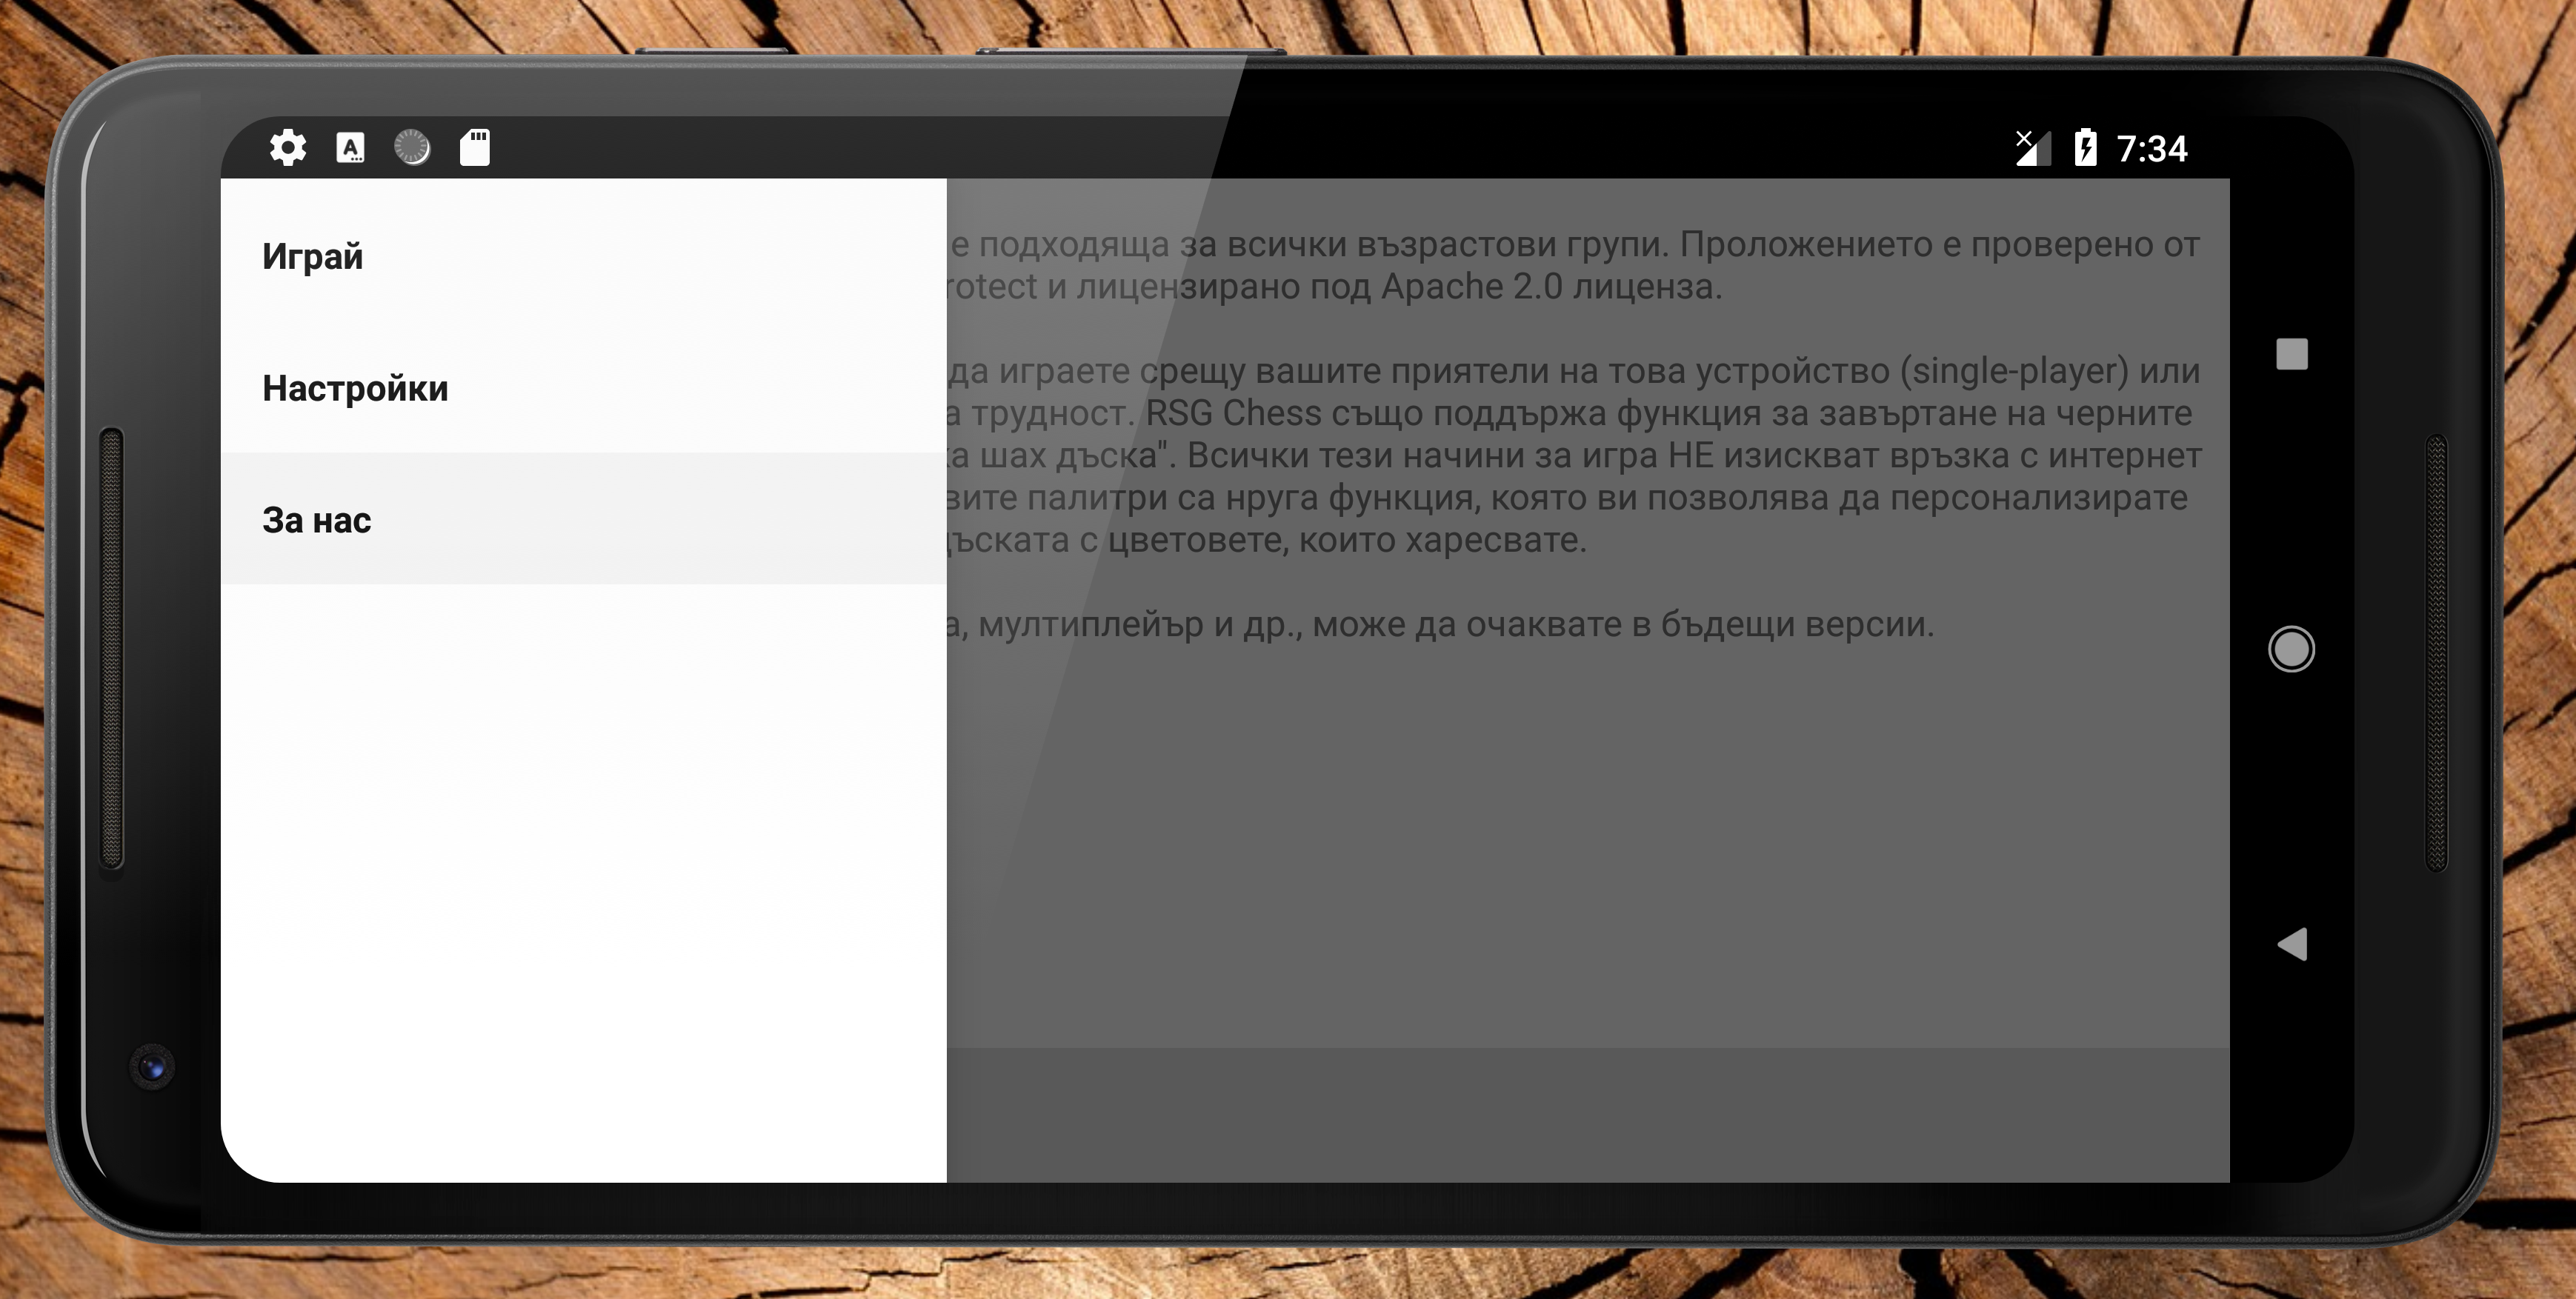 7:34
Играй
Настройки
За нас
е подходяща за всички възрастови групи. Проложението е проверено от
rotect и лицензирано под Apache 2.0 лиценза.
да играете срещу вашите приятели на това устройство (single-player) или
а трудност. RSG Chess също поддържа функция за завъртане на черните
ка шах дъска". Всички тези начини за игра НЕ изискват връзка с интернет
вите палитри са нруга функция, която ви позволява да персонализирате
дъската с цветовете, които харесвате.
а, мултиплейър и др., може да очаквате в бъдещи версии.